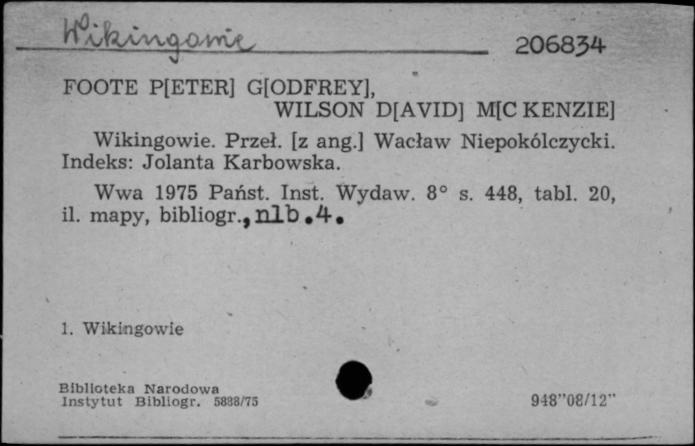 Wikingowie
206834
FOOTE P[ETER] G[ODFREY],
WILSON D[AVID] M[C KENZIE]
Wikingowie. Przeł. [z ang.] Wacław Niepokólczycki.
Indeks: Jolanta Karbowska.
Wwa 1975 Państ. Inst. Wydaw. 8° s. 448, tabl. 20,
il. mapy, bibliogr., nlb.4.
1. Wikingowie
Biblioteka Narodowa
Instytut Bibliogr. 5888/75
948"08/12"